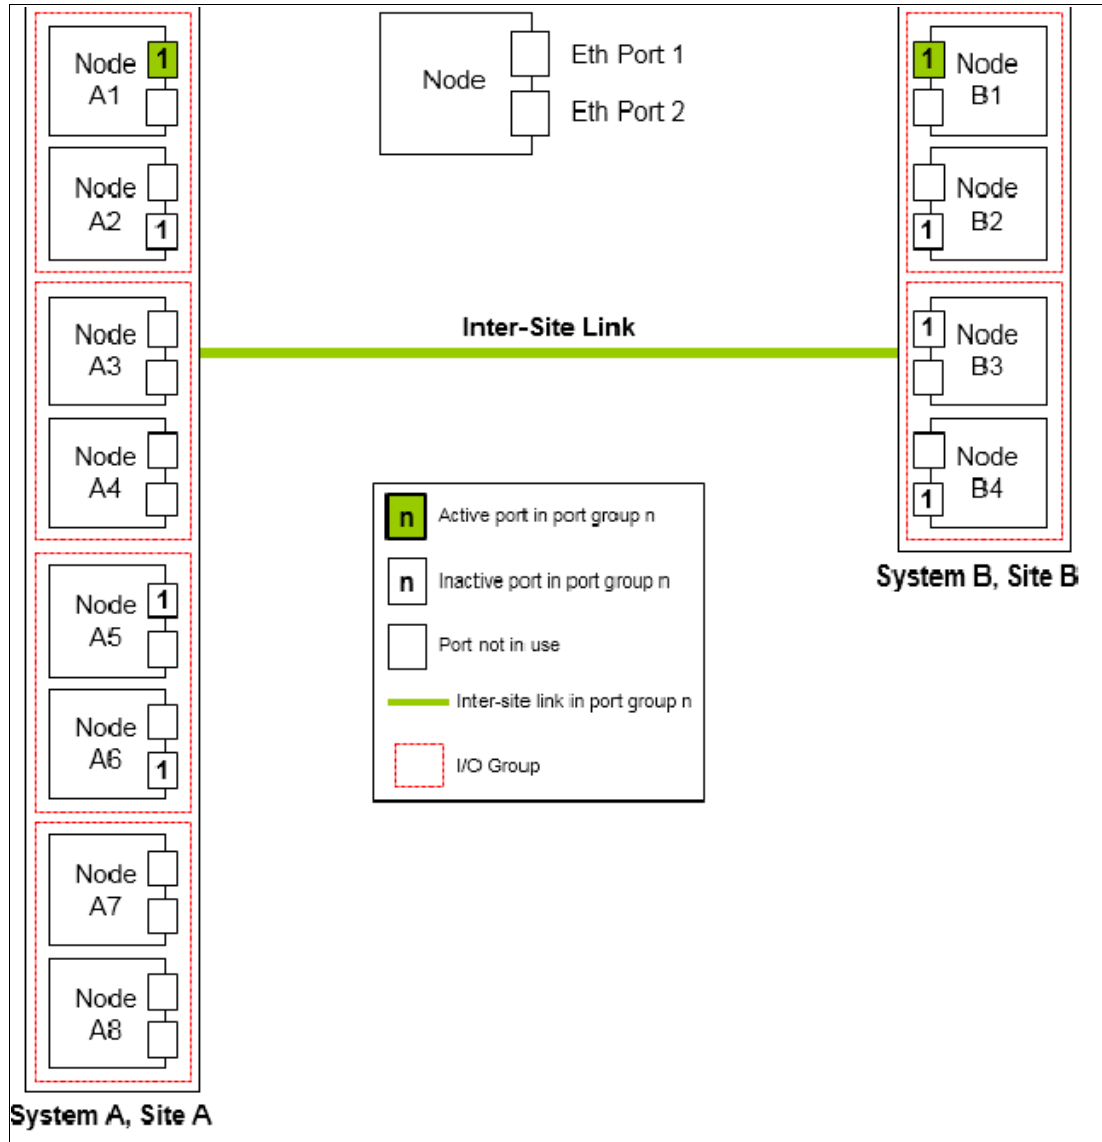 Node
A1
1
Node
A2
1
Node
A3
Node
A4
Node
A5
1
Node
A6
1
Node
A7
Node
A8
System A, Site A
Node
Eth Port 1
Eth Port 2
Inter-Site Link
n Active port in port group n
n Inactive port in port group n
Port not in use
Inter-site link in port group n
I/O Group
1
Node
B1
Node
B2
1
1
Node
B3
Node
B4
1
System B, Site B